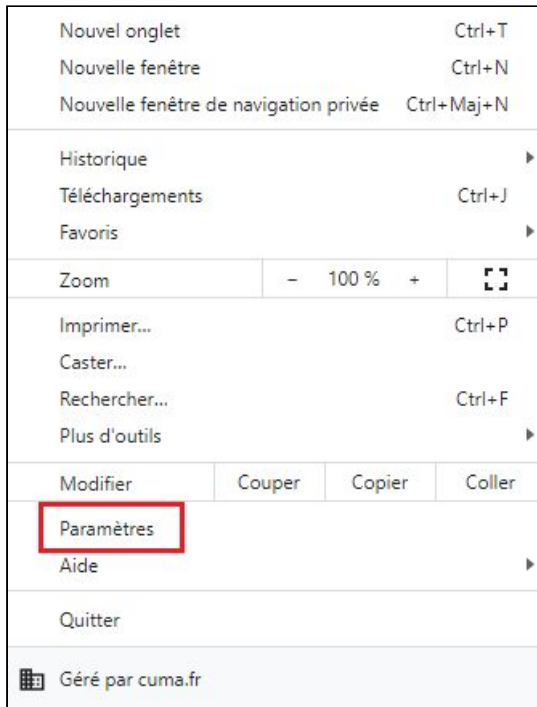 Nouvel onglet Ctrl+T
Nouvelle fenêtre Ctrl+N
Nouvelle fenêtre de navigation privée Ctrl+Maj+N
Historique
Téléchargements Ctrl+J
Favoris
Zoom - 100 % +
Imprimer... Ctrl+P
Caster...
Rechercher... Ctrl+F
Plus d'outils
Modifier Couper Copier Coller
Paramètres
Aide
Quitter
Géré par cuma.fr